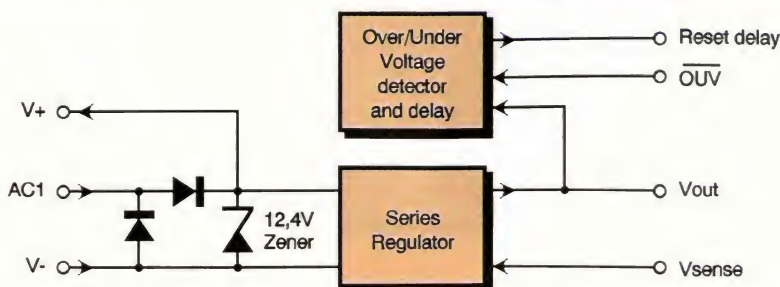 Over/Under
Voltage
detector
and delay
Reset delay
OUV
V+
AC1
12,4V
Zener
Series
Regulator
Vout
V-
Vsense